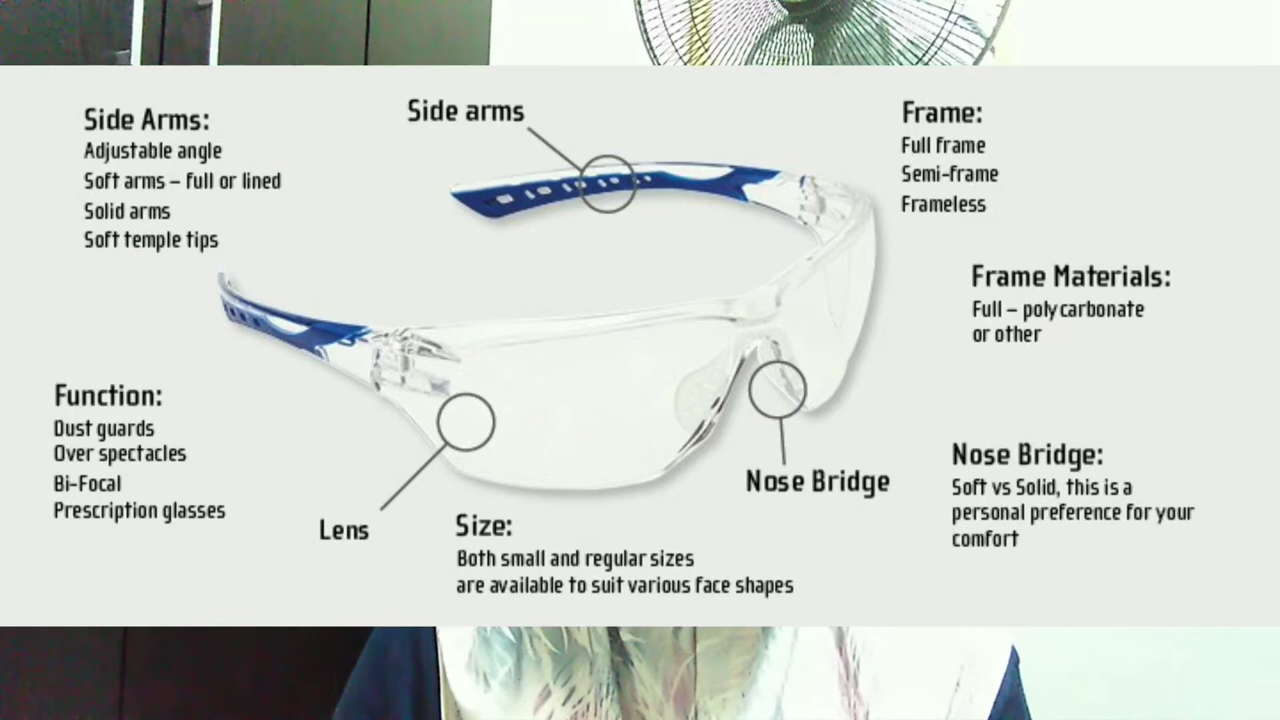 Side Arms:
Adjustable angle
Soft arms – full or lined
Solid arms
Soft temple tips
Side arms
Frame:
Full frame
Semi-frame
Frameless
Frame Materials:
Full – polycarbonate
or other
Function:
Dust guards
Over spectacles
Bi-Focal
Prescription glasses
Lens
Size:
Both small and regular sizes
are available to suit various face shapes
Nose Bridge
Nose Bridge:
Soft vs Solid, this is a
personal preference for your
comfort